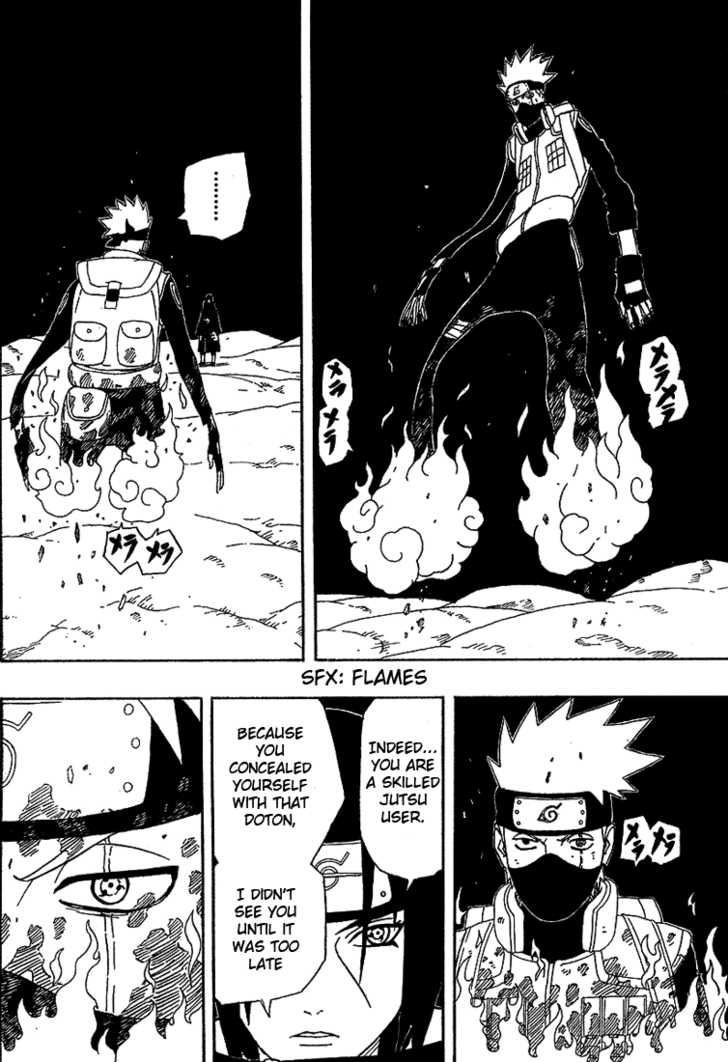 メラ
メラ
メラ
メラ
..........
メラ メラ
SFX: FLAMES
メラ メラ
INDEED...
YOU ARE
A SKILLED
JUTSU
USER.
BECAUSE
YOU
CONCEALED
YOURSELF
WITH THAT
DOTON,
I DIDN'T
SEE YOU
UNTIL IT
WAS TOO
LATE